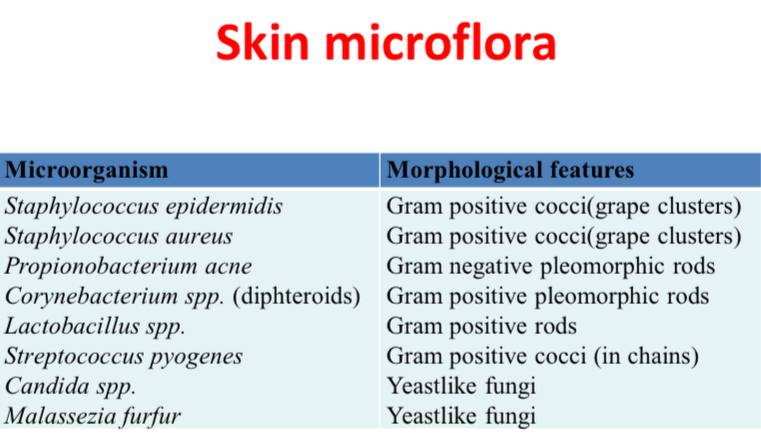 Skin microflora
Microorganism Morphological features
Staphylococcus epidermidis Gram positive cocci(grape clusters)
Staphylococcus aureus Gram positive cocci(grape clusters)
Propionobacterium acne Gram negative pleomorphic rods
Corynebacterium spp. (diphteroids) Gram positive pleomorphic rods
Lactobacillus spp. Gram positive rods
Streptococcus pyogenes Gram positive cocci (in chains)
Candida spp. Yeastlike fungi
Malassezia furfur Yeastlike fungi